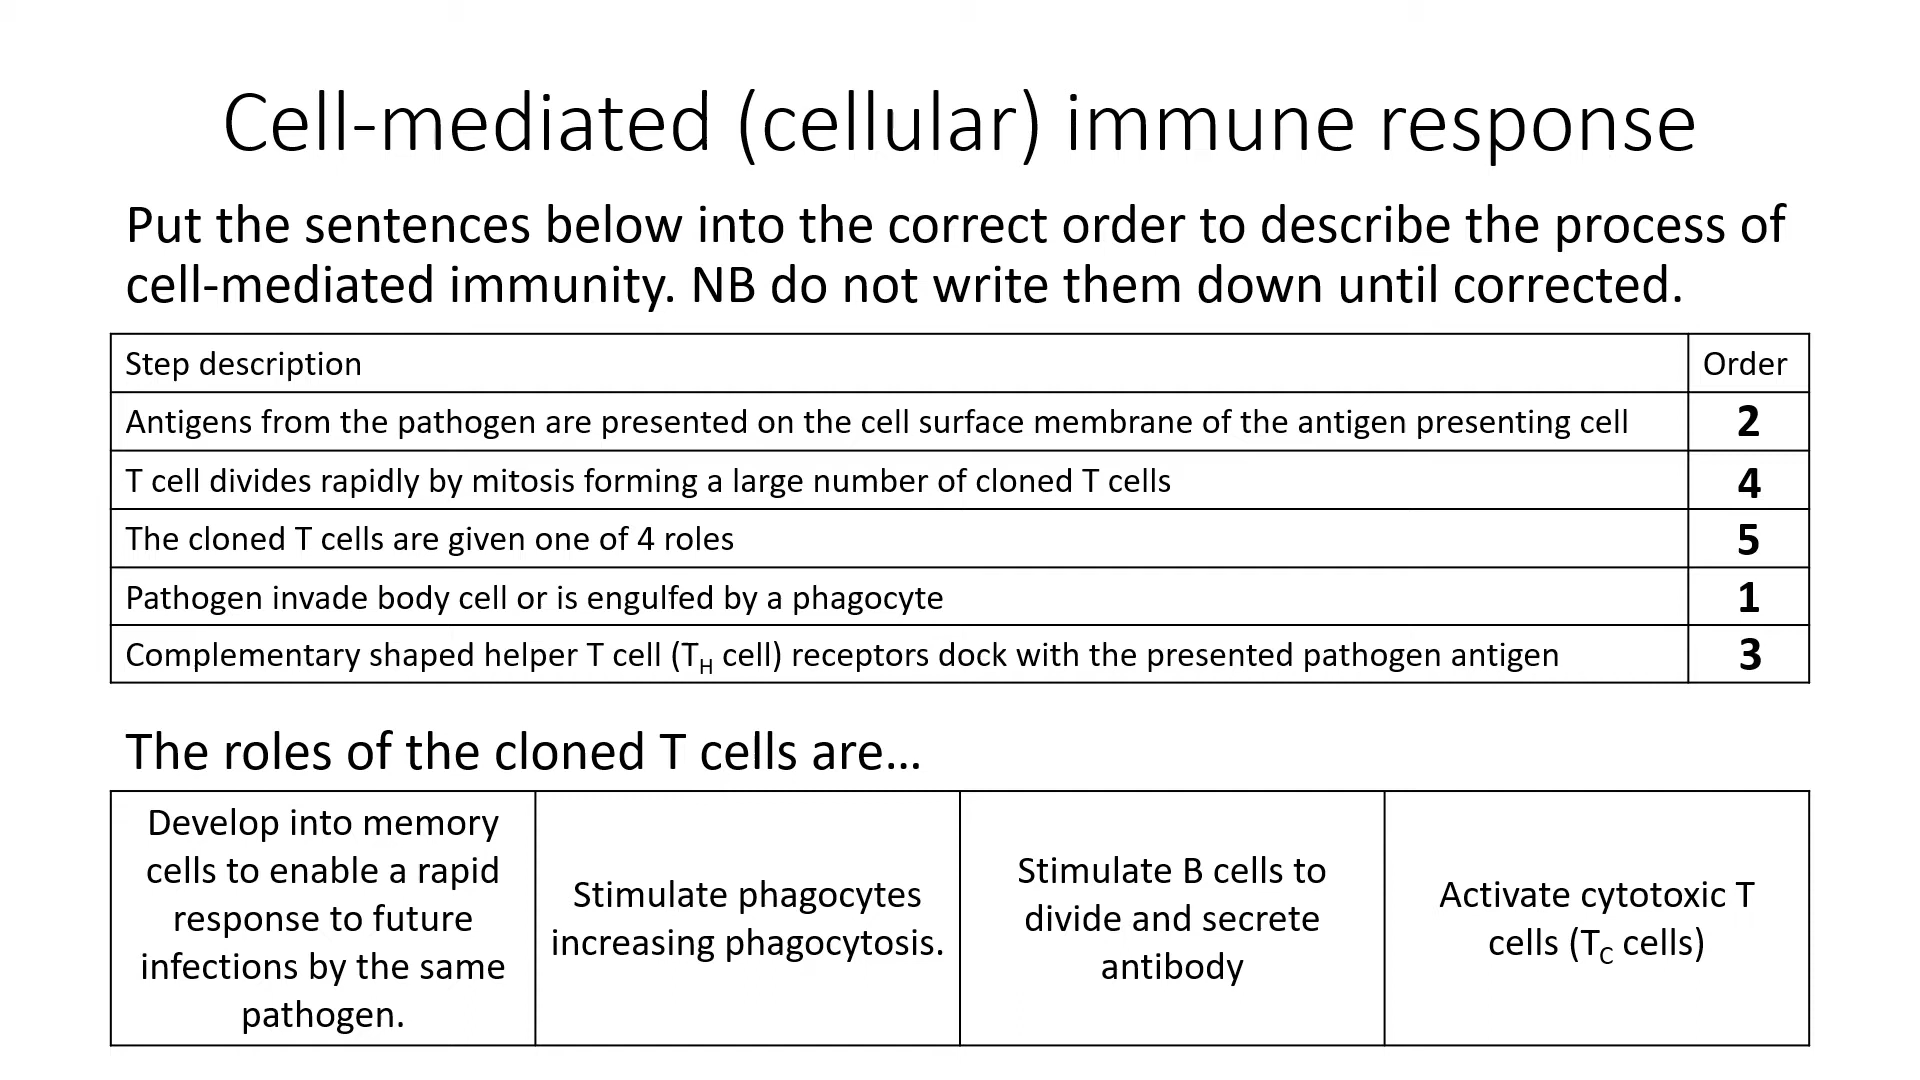 Cell-mediated (cellular) immune response
Put the sentences below into the correct order to describe the process of
cell-mediated immunity. NB do not write them down until corrected.
Step description Order
Antigens from the pathogen are presented on the cell surface membrane of the antigen presenting cell 2
T cell divides rapidly by mitosis forming a large number of cloned T cells 4
The cloned T cells are given one of 4 roles 5
Pathogen invade body cell or is engulfed by a phagocyte 1
Complementary shaped helper T cell (TH cell) receptors dock with the presented pathogen antigen 3
The roles of the cloned T cells are…
Develop into memory
cells to enable a rapid
response to future
infections by the same
pathogen.
Stimulate phagocytes
increasing phagocytosis.
Stimulate B cells to
divide and secrete
antibody
Activate cytotoxic T
cells (TC cells)